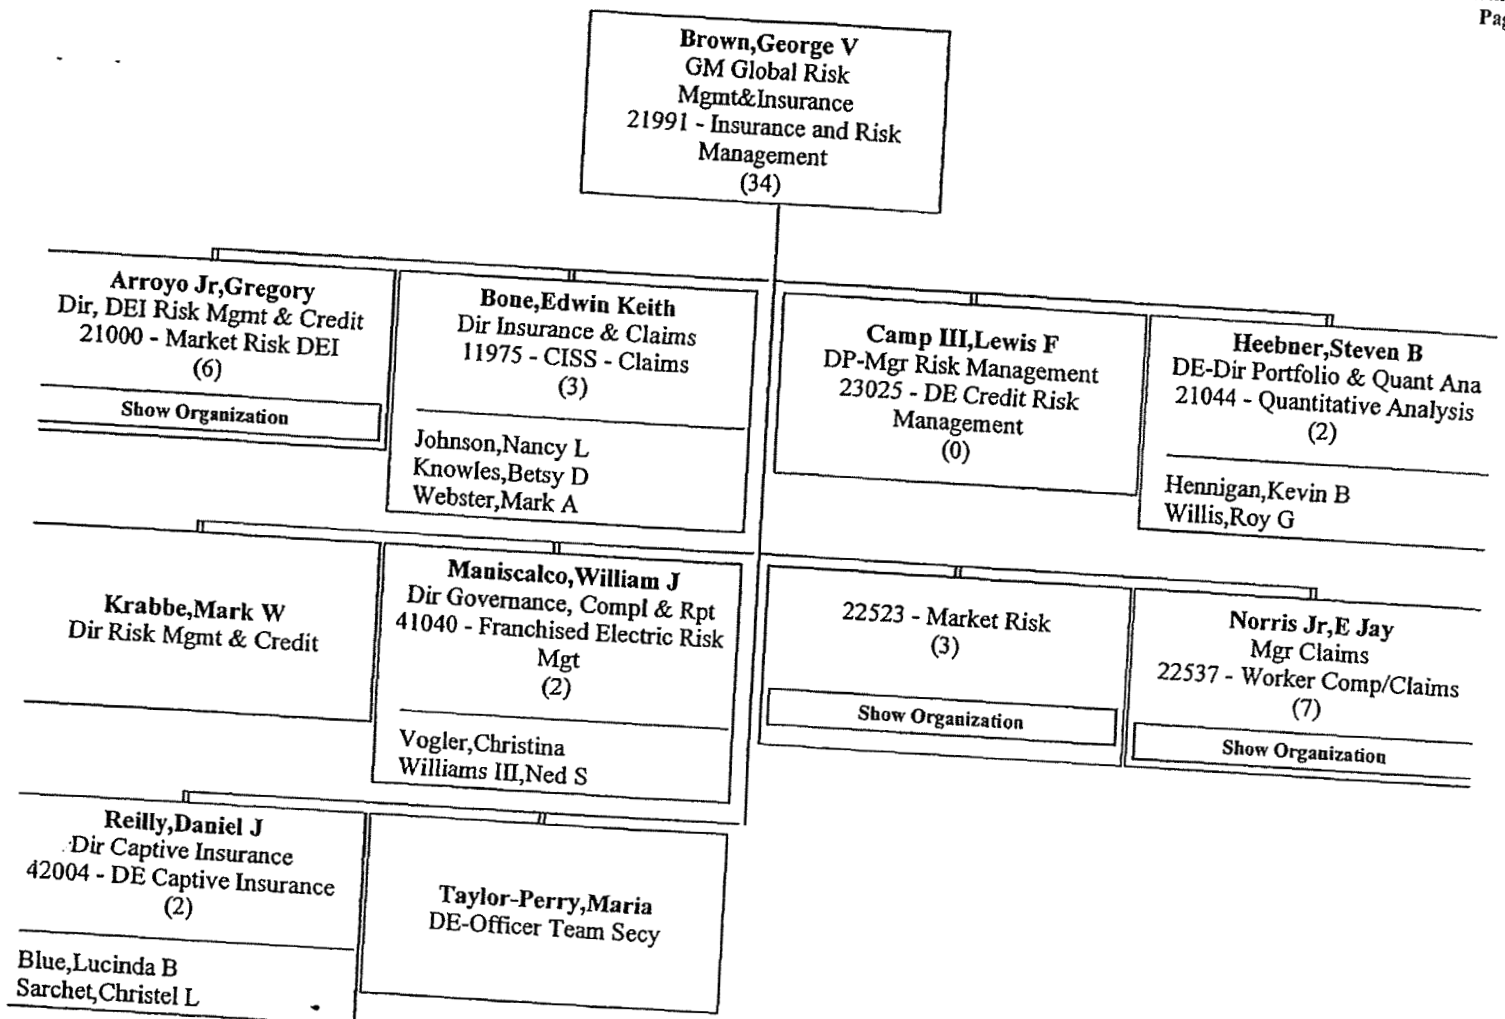 Pag
Brown,George V
GM Global Risk
Mgmt&Insurance
21991 - Insurance and Risk
Management
(34)
Arroyo Jr,Gregory
Dir, DEI Risk Mgmt & Credit
21000 - Market Risk DEI
(6)
Show Organization
Bone,Edwin Keith
Dir Insurance & Claims
11975 - CISS - Claims
(3)
Johnson,Nancy L
Knowles,Betsy D
Webster,Mark A
Camp III,Lewis F
DP-Mgr Risk Management
23025 - DE Credit Risk
Management
(0)
Heebner,Steven B
DE-Dir Portfolio & Quant Ana
21044 - Quantitative Analysis
(2)
Hennigan,Kevin B
Willis,Roy G
Krabbe,Mark W
Dir Risk Mgmt & Credit
Maniscalco,William J
Dir Governance, Compl & Rpt
41040 - Franchised Electric Risk
Mgt
(2)
Vogler,Christina
Williams III,Ned S
22523 - Market Risk
(3)
Show Organization
Norris Jr,E Jay
Mgr Claims
22537 - Worker Comp/Claims
(7)
Show Organization
Reilly,Daniel J
Dir Captive Insurance
42004 - DE Captive Insurance
(2)
Blue,Lucinda B
Sarchet,Christel L
Taylor-Perry,Maria
DE-Officer Team Secy